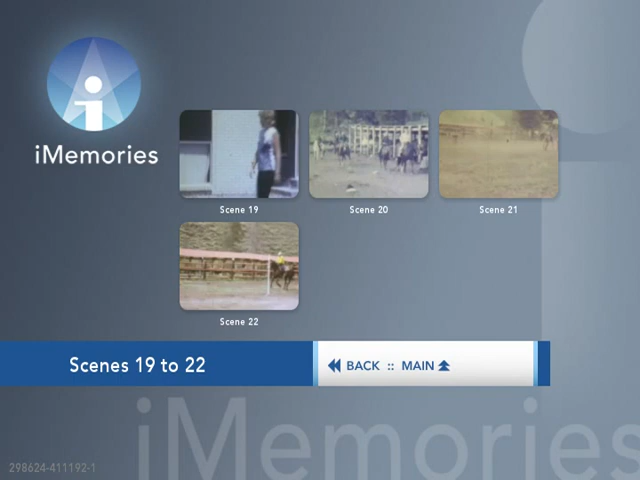 iMemories
Scene 19
Scene 20
Scene 21
Scene 22
Scenes 19 to 22
BACK :: MAIN
iMemories
298624-411192-1